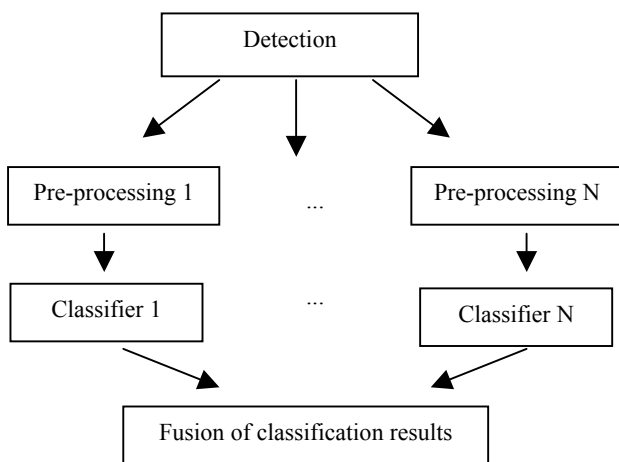 Detection
Pre-processing 1
...
Pre-processing N
Classifier 1
...
Classifier N
Fusion of classification results